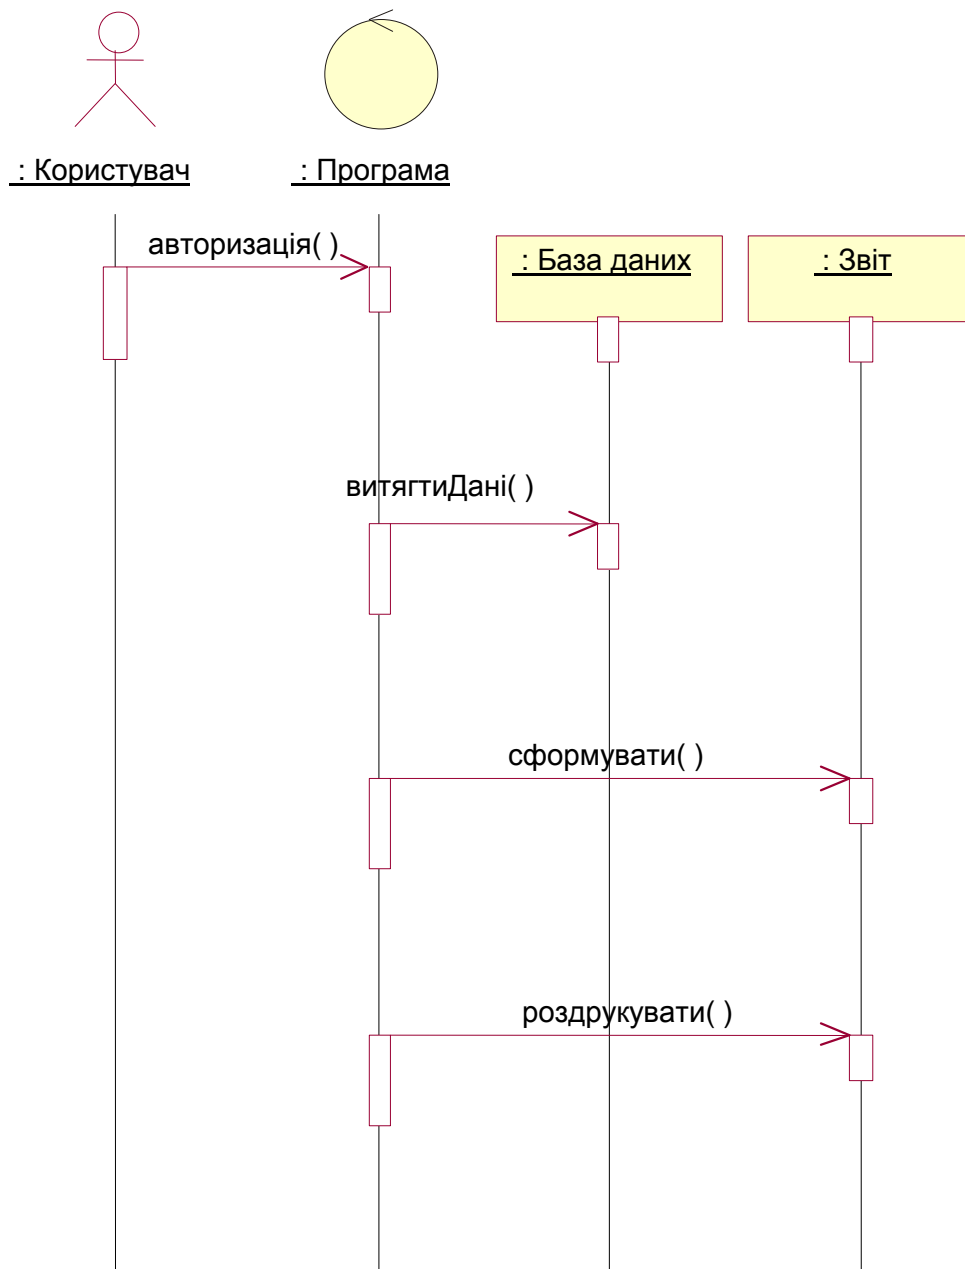 : Користувач
: Програма
авторизація( )
: База даних
: Звіт
витягтиДані( )
сформувати( )
роздрукувати( )